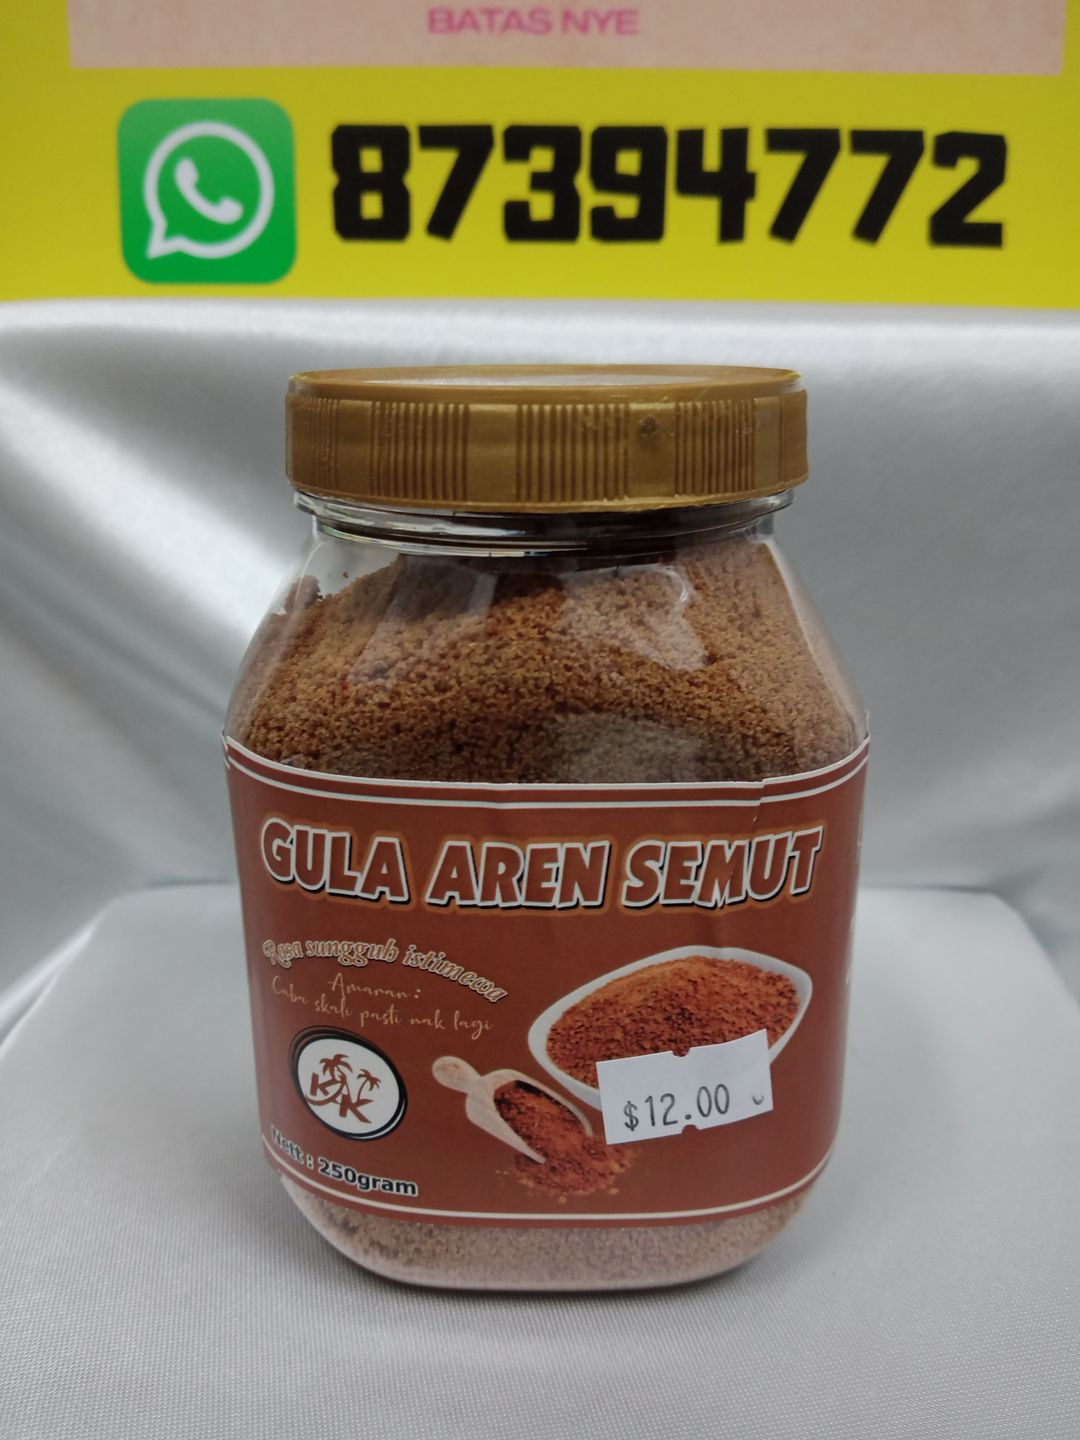 BATAS NYE
87394772
GULA AREN SEMUT
Rasa sungguh istimewa
Amaran:
Cuba skali pasti nak lagi
KAK
$12.00
Nett : 250gram